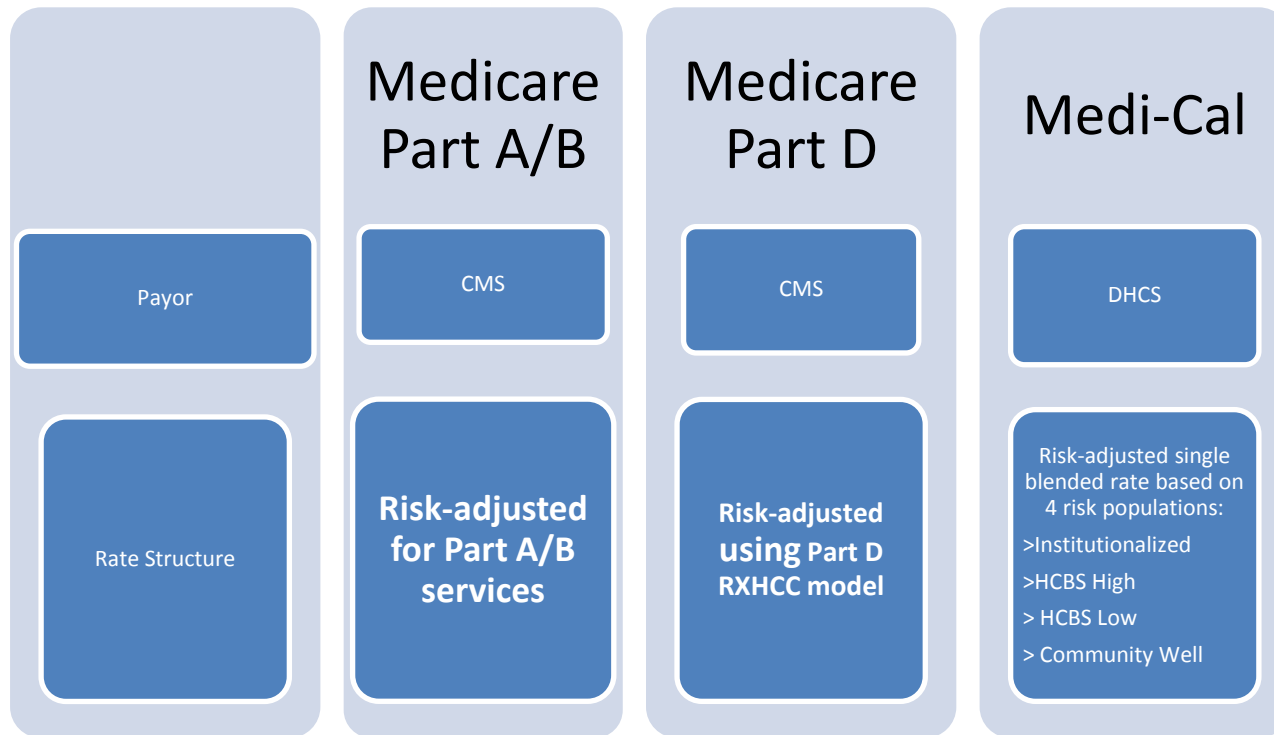 Medicare
Part A/B
Medicare
Part D
Medi-Cal
Payor
CMS
CMS
DHCS
Rate Structure
Risk-adjusted
for Part A/B
services
Risk-adjusted
using Part D
RXHCC model
Risk-adjusted single
blended rate based on
4 risk populations:
>Institutionalized
>HCBS High
> HCBS Low
> Community Well